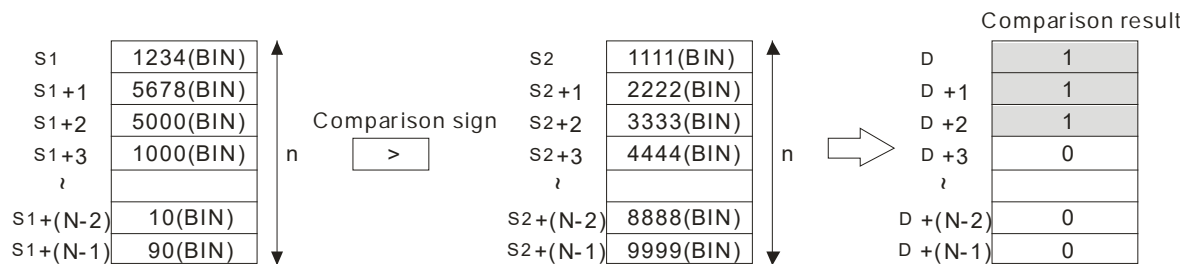 Comparison result
S1 1234(BIN) S2 1111(BIN) D 1
S1+1 5678(BIN) S2+1 2222(BIN) D +1 1
S1+2 5000(BIN) Comparison sign S2+2 3333(BIN) D +2 1
S1+3 1000(BIN) n > S2+3 4444(BIN) n D +3 0
~ ~ ~
S1+(N-2) 10(BIN) S2+(N-2) 8888(BIN) D +(N-2) 0
S1+(N-1) 90(BIN) S2+(N-1) 9999(BIN) D +(N-1) 0